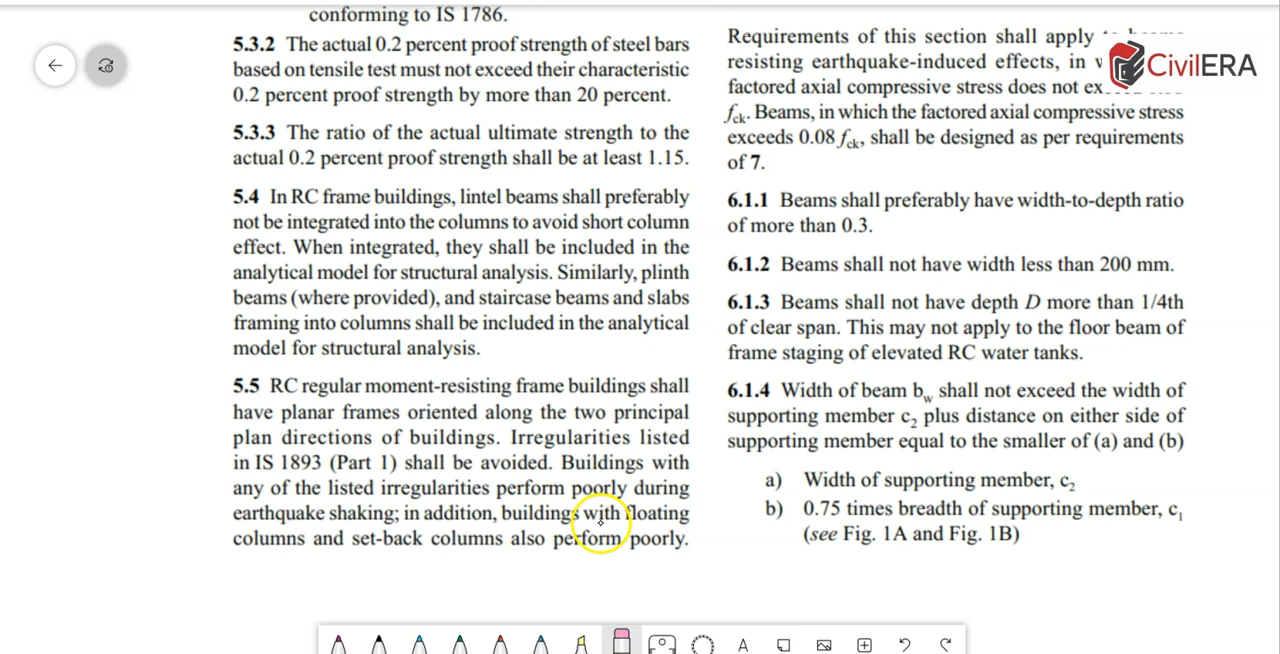 conforming to IS 1786.
5.3.2 The actual 0.2 percent proof strength of steel bars
based on tensile test must not exceed their characteristic
0.2 percent proof strength by more than 20 percent.
5.3.3 The ratio of the actual ultimate strength to the
actual 0.2 percent proof strength shall be at least 1.15.
5.4 In RC frame buildings, lintel beams shall preferably
not be integrated into the columns to avoid short column
effect. When integrated, they shall be included in the
analytical model for structural analysis. Similarly, plinth
beams (where provided), and staircase beams and slabs
framing into columns shall be included in the analytical
model for structural analysis.
5.5 RC regular moment-resisting frame buildings shall
have planar frames oriented along the two principal
plan directions of buildings. Irregularities listed
in IS 1893 (Part 1) shall be avoided. Buildings with
any of the listed irregularities perform poorly during
earthquake shaking; in addition, buildings with floating
columns and set-back columns also perform poorly.
Requirements of this section shall apply
resisting earthquake-induced effects, in
factored axial compressive stress does not
fck. Beams, in which the factored axial compressive stress
exceeds 0.08 fck, shall be designed as per requirements
of 7.
6.1.1 Beams shall preferably have width-to-depth ratio
of more than 0.3.
6.1.2 Beams shall not have width less than 200 mm.
6.1.3 Beams shall not have depth D more than 1/4th
of clear span. This may not apply to the floor beam of
frame staging of elevated RC water tanks.
6.1.4 Width of beam bw shall not exceed the width of
supporting member c2 plus distance on either side of
supporting member equal to the smaller of (a) and (b)
a) Width of supporting member, c2
b) 0.75 times breadth of supporting member, c1
(see Fig. 1A and Fig. 1B)
CivilERA
A